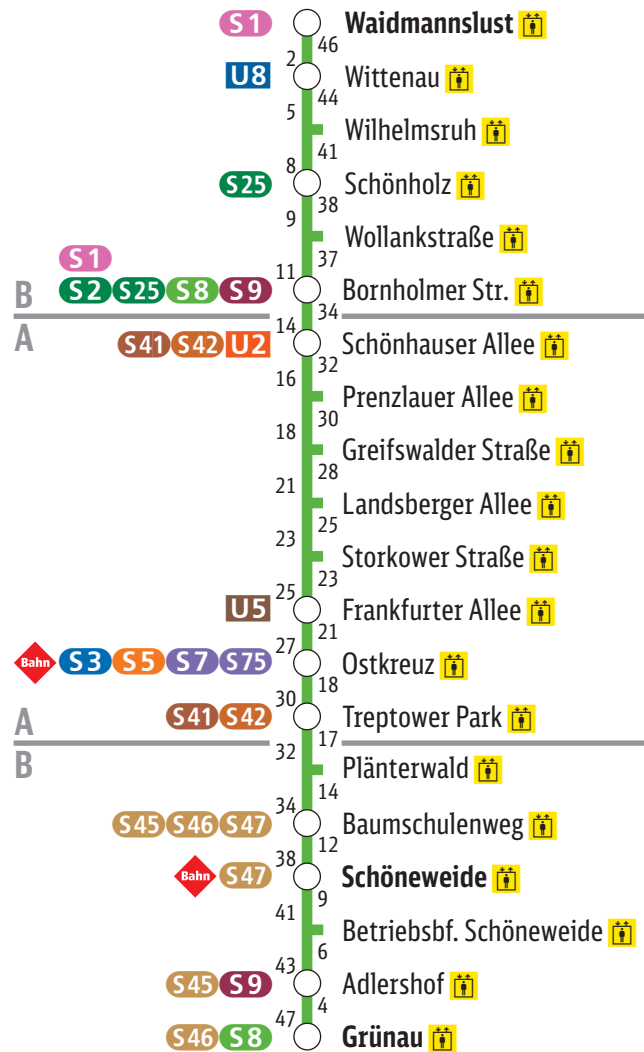 S1 Waidmannslust
2 46
U8 Wittenau
5 44
Wilhelmsruh
8 41
S25 Schönholz
9 38
Wollankstraße
S1
11 37
B S2 S25 S8 S9 Bornholmer Str.
14 34
A S41 S42 U2 Schönhauser Allee
16 32
Prenzlauer Allee
18 30
Greifswalder Straße
21 28
Landsberger Allee
23 25
Storkower Straße
25 23
U5 Frankfurter Allee
27 21
Bahn S3 S5 S7 S75 Ostkreuz
30 18
A S41 S42 Treptower Park
32 17
B Plänterwald
34 14
S45 S46 S47 Baumschulenweg
38 12
Bahn S47 Schöneweide
41 9
Betriebsbf. Schöneweide
43 6
S45 S9 Adlershof
47 4
S46 S8 Grünau